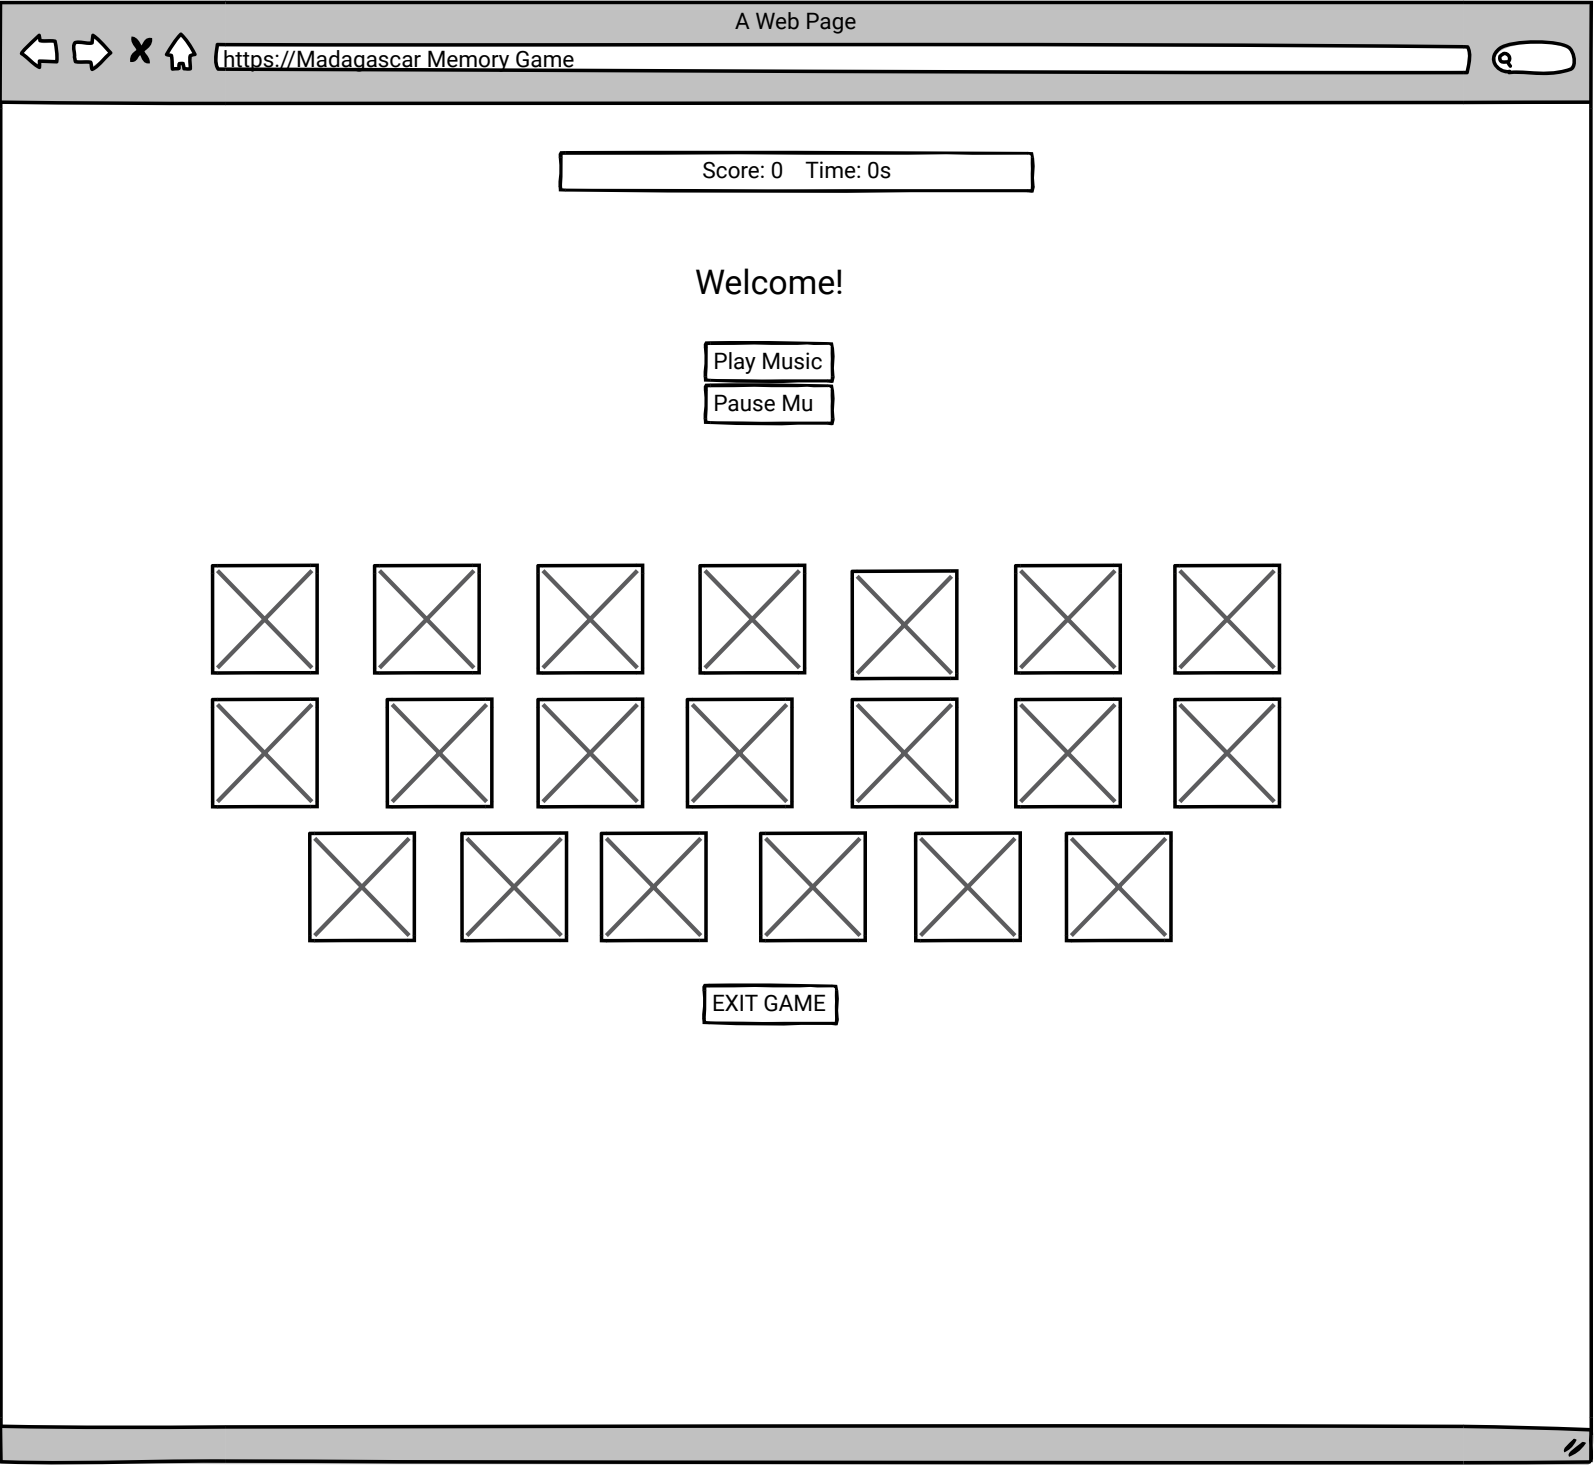 A Web Page
https://Madagascar Memory Game
Score: 0 Time: 0s
Welcome!
Play Music
Pause Mu
EXIT GAME